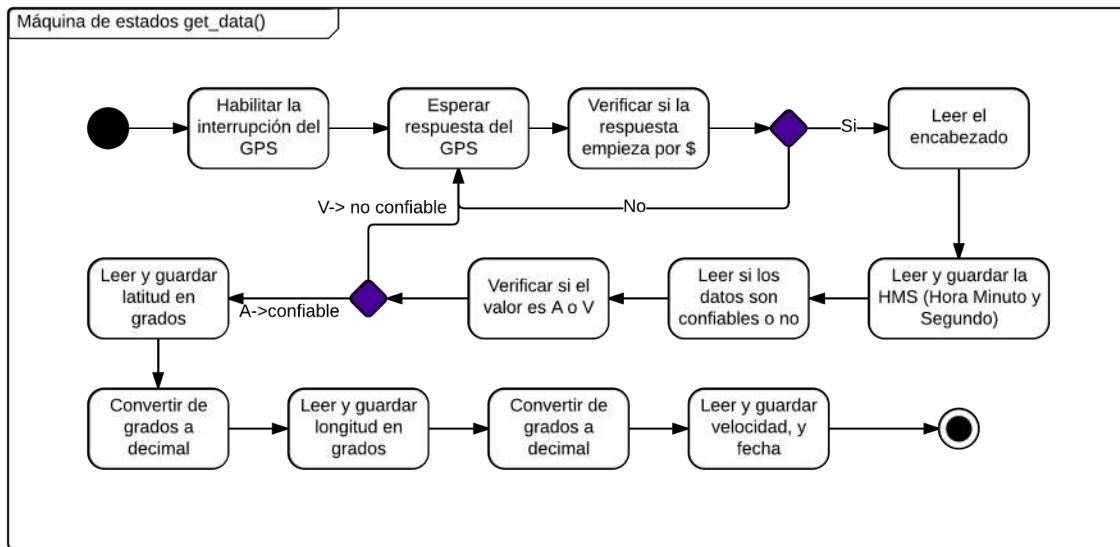 Máquina de estados get_data()
Habilitar la
interrupción del
GPS
Esperar
respuesta del
GPS
Verificar si la
respuesta
empieza por $
Si
Leer el
encabezado
V-> no confiable
No
Leer y guardar
latitud en
grados
A->confiable
Verificar si el
valor es A o V
Leer si los
datos son
confiables o no
Leer y guardar la
HMS (Hora Minuto y
Segundo)
Convertir de
grados a
decimal
Leer y guardar
longitud en
grados
Convertir de
grados a
decimal
Leer y guardar
velocidad, y
fecha